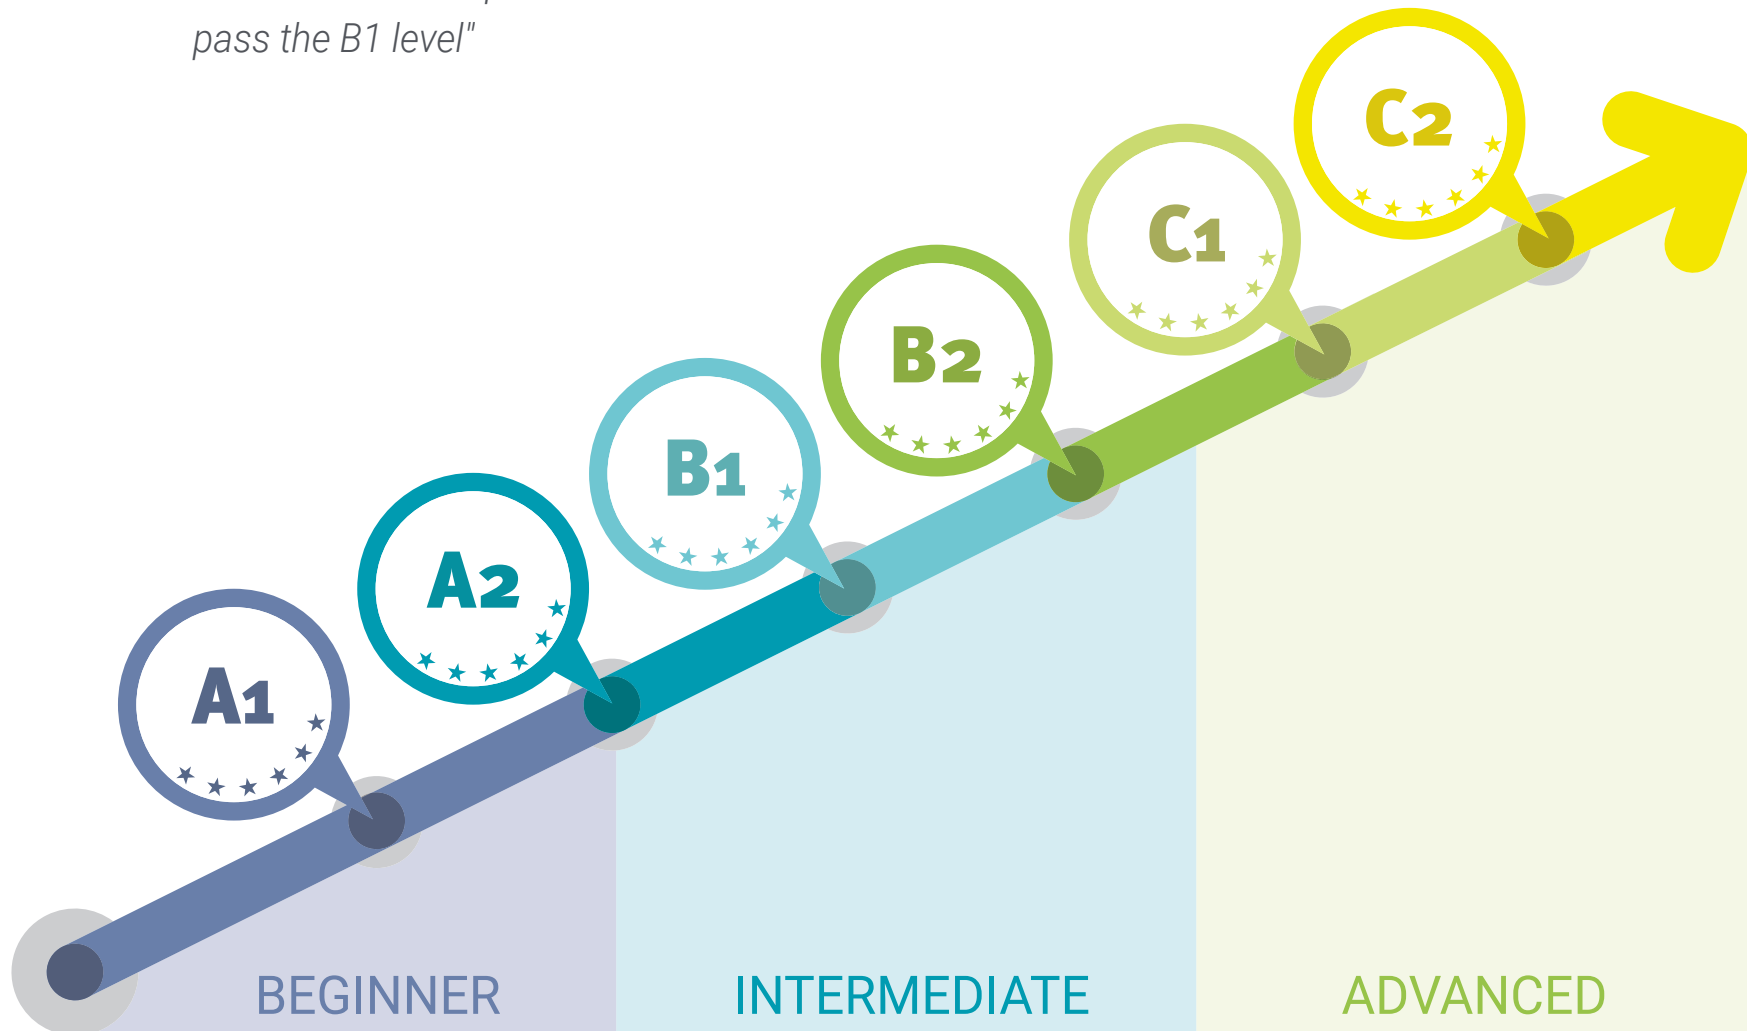 pass the B1 level"
C2
C1
B2
B1
A2
A1
BEGINNER INTERMEDIATE ADVANCED